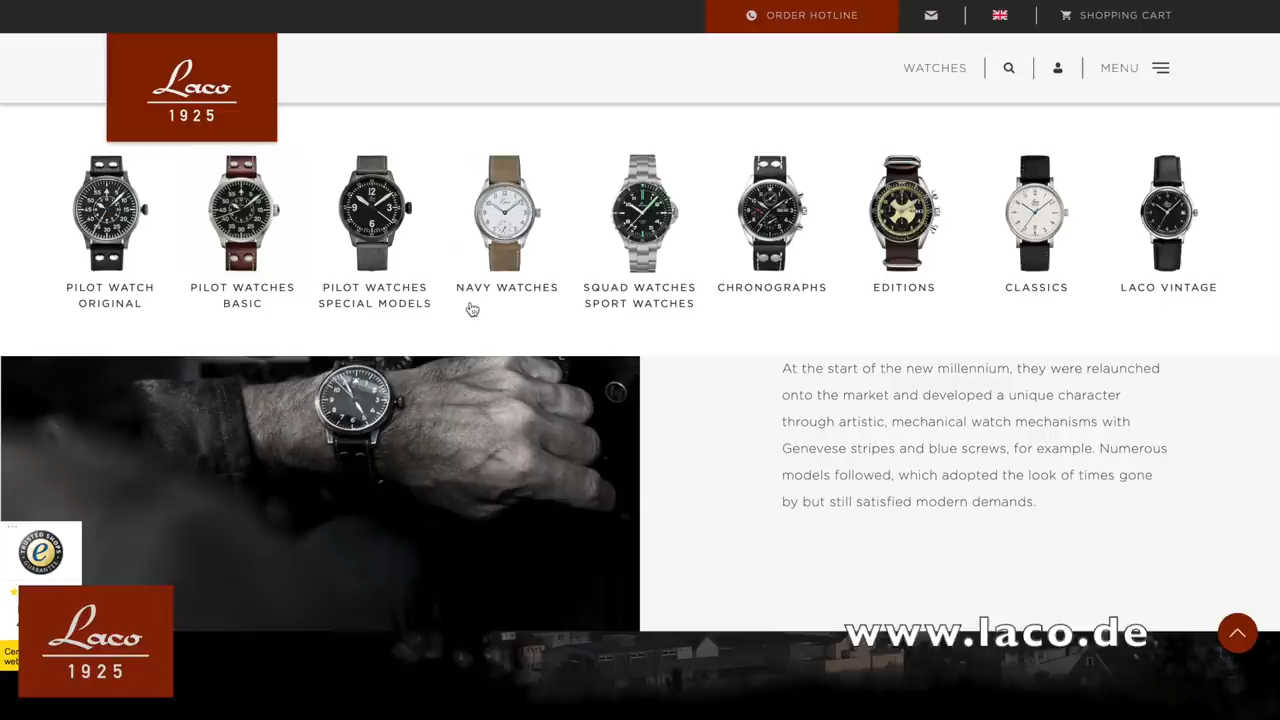 ORDER HOTLINE
SHOPPING CART
Laco
1925
WATCHES
MENU
PILOT WATCH
ORIGINAL
PILOT WATCHES
BASIC
PILOT WATCHES
SPECIAL MODELS
NAVY WATCHES
SQUAD WATCHES
SPORT WATCHES
CHRONOGRAPHS
EDITIONS
CLASSICS
LACO VINTAGE
At the start of the new millennium, they were relaunched
onto the market and developed a unique character
through artistic, mechanical watch mechanisms with
Genevese stripes and blue screws, for example. Numerous
models followed, which adopted the look of times gone
by but still satisfied modern demands.
TRUSTED SHOPS
GUARANTEE
Laco
1925
www.laco.de